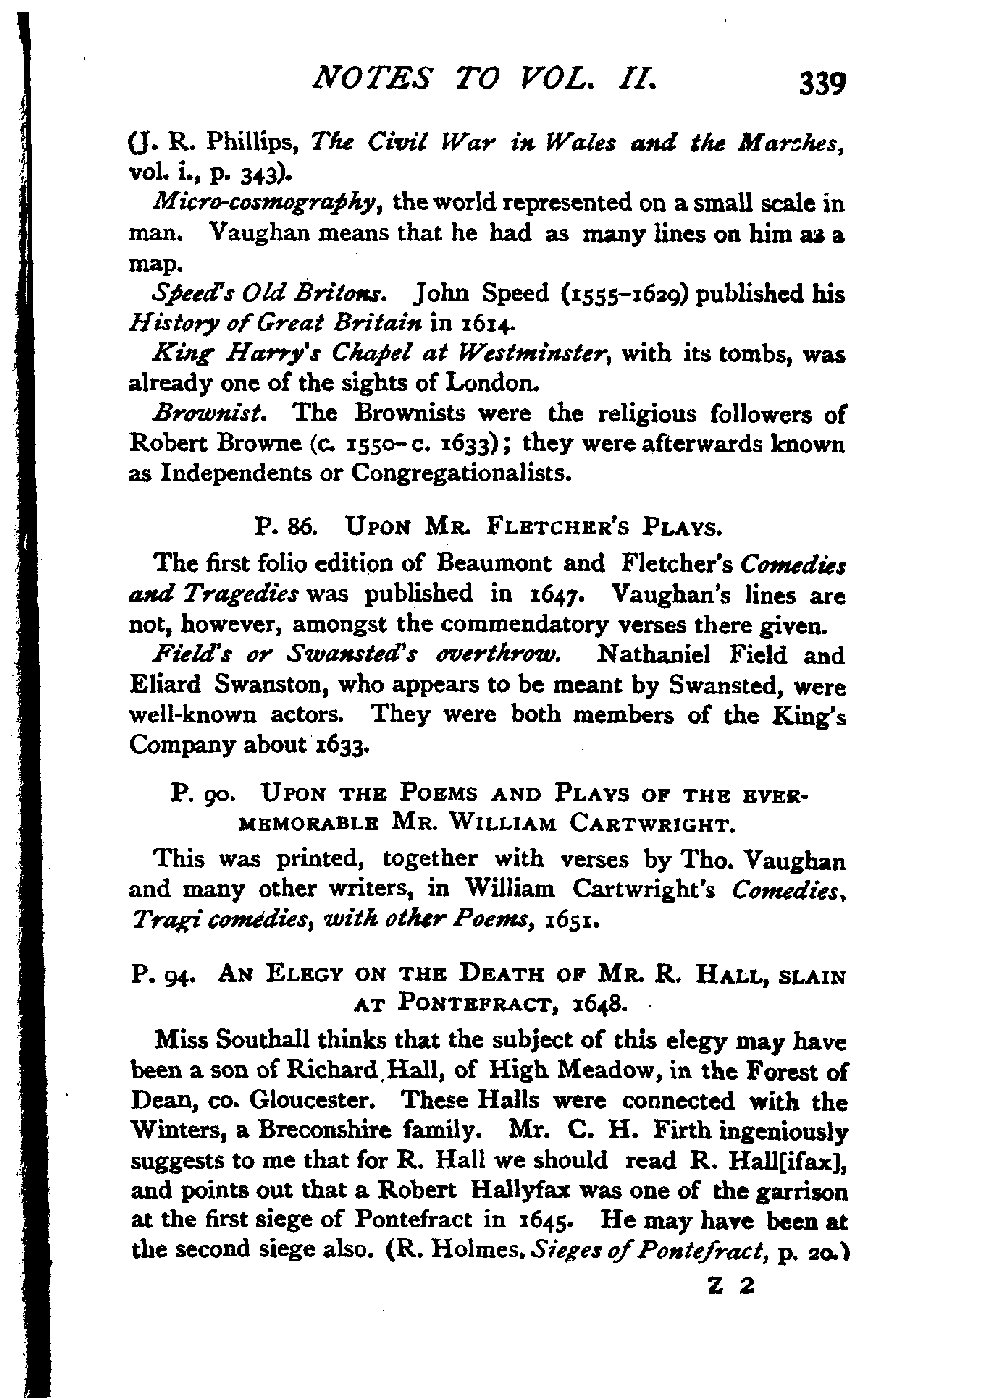 NOTES TO VOL. II. 339
(J. R. Phillips, The Civil War in Wales and the Marches,
vol. i., p. 343).
Micro-cosmography, the world represented on a small scale in
man. Vaughan means that he had as many lines on him as a
map.
Speed's Old Britons. John Speed (1555-1629) published his
History of Great Britain in 1614.
King Harry's Chapel at Westminster, with its tombs, was
already one of the sights of London.
Brownist. The Brownists were the religious followers of
Robert Browne (c. 1550-c. 1633); they were afterwards known
as Independents or Congregationalists.
P. 86. UPON MR. FLETCHER'S PLAYS.
The first folio edition of Beaumont and Fletcher's Comedies
and Tragedies was published in 1647. Vaughan's lines are
not, however, amongst the commendatory verses there given.
Field's or Swansted's overthrow. Nathaniel Field and
Eliard Swanston, who appears to be meant by Swansted, were
well-known actors. They were both members of the King's
Company about 1633.
P. 90. UPON THE POEMS AND PLAYS OF THE EVER-
MEMORABLE MR. WILLIAM CARTWRIGHT.
This was printed, together with verses by Tho. Vaughan
and many other writers, in William Cartwright's Comedies,
Tragi comedies, with other Poems, 1651.
P. 94. AN ELEGY ON THE DEATH OF MR. R. HALL, SLAIN
AT PONTEFRACT, 1648.
Miss Southall thinks that the subject of this elegy may have
been a son of Richard Hall, of High Meadow, in the Forest of
Dean, co. Gloucester. These Halls were connected with the
Winters, a Breconshire family. Mr. C. H. Firth ingeniously
suggests to me that for R. Hall we should read R. Hall[ifax],
and points out that a Robert Hallyfax was one of the garrison
at the first siege of Pontefract in 1645. He may have been at
the second siege also. (R. Holmes, Sieges of Pontefract, p. 20.)
Z 2